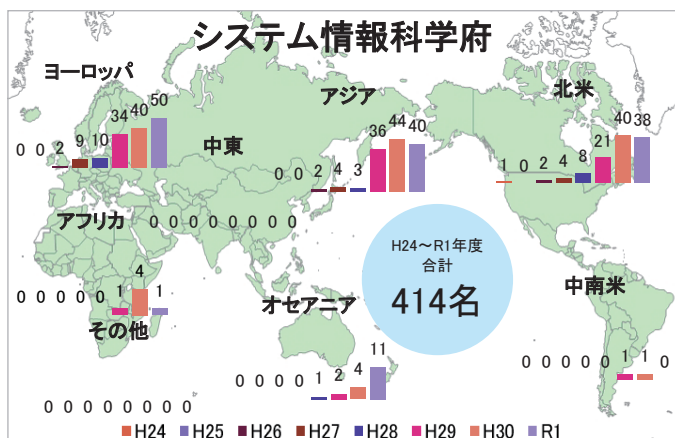 システム情報科学府
ヨーロッパ
0 0 2 9 10 34 40 50
中東
0 0 0 0 0 0 0 0
アジア
0 0 2 4 3 36 44 40
北米
1 0 2 4 8 21 40 38
アフリカ
0 0 0 0 0 1 4 1
H24~R1年度
合計
414名
オセアニア
0 0 0 0 1 2 4 11
中南米
0 0 0 0 0 1 1 0
その他
0 0 0 0 0 0 0 0
H24 H25 H26 H27 H28 H29 H30 R1